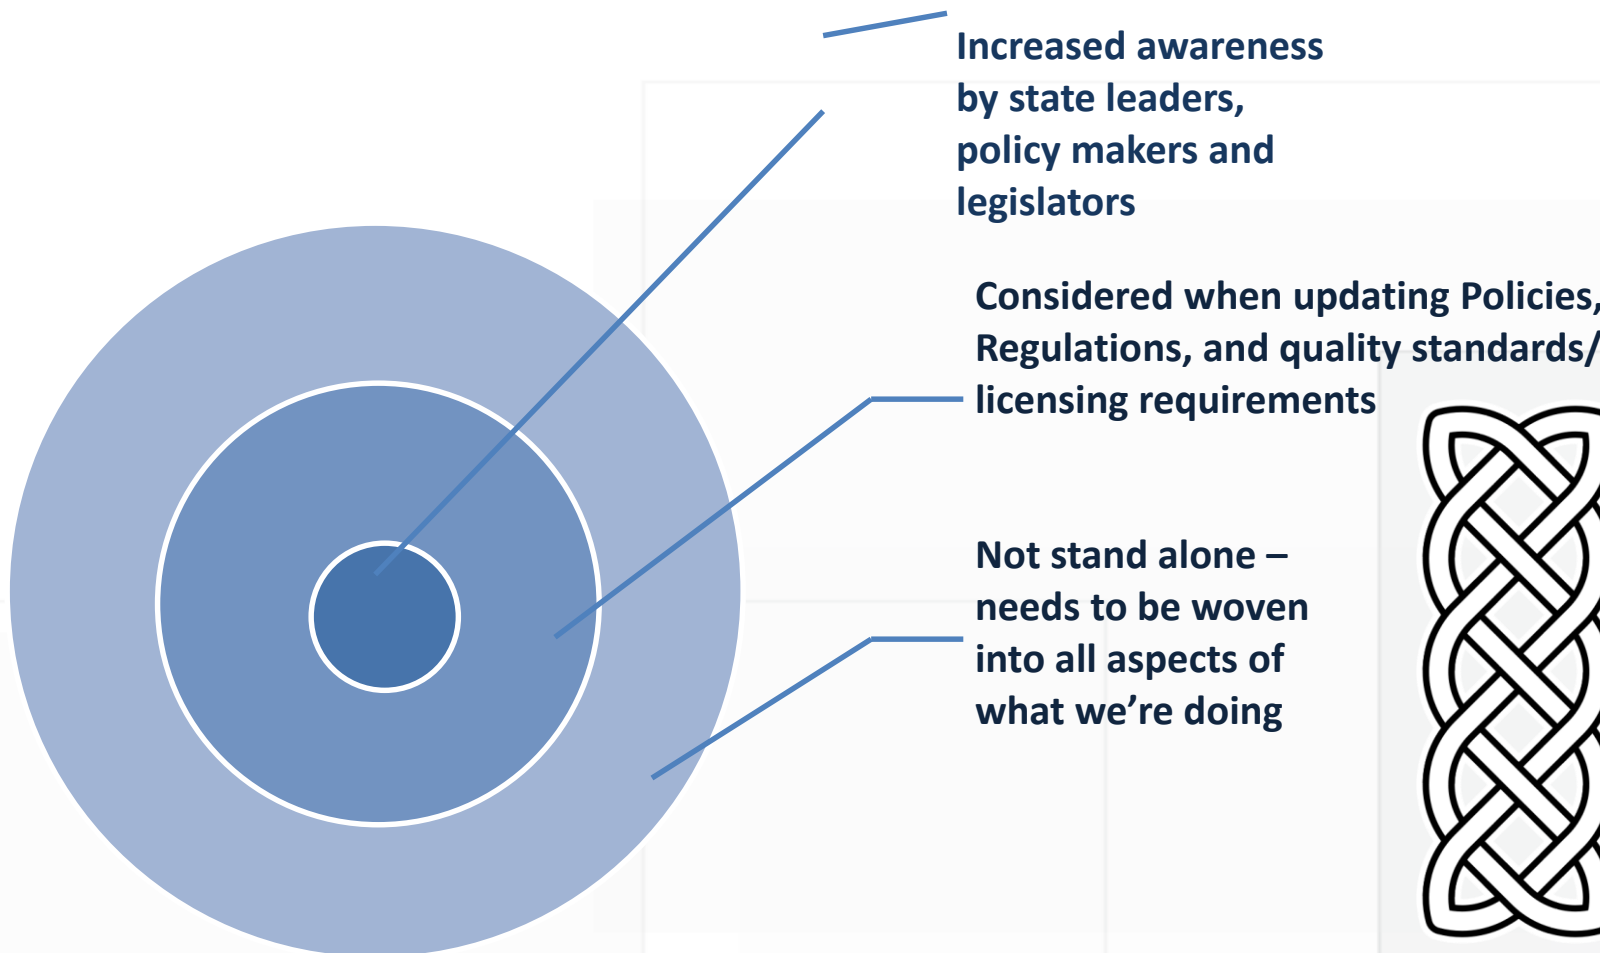 Increased awareness
by state leaders,
policy makers and
legislators
Considered when updating Policies,
Regulations, and quality standards/
licensing requirements
Not stand alone –
needs to be woven
into all aspects of
what we’re doing